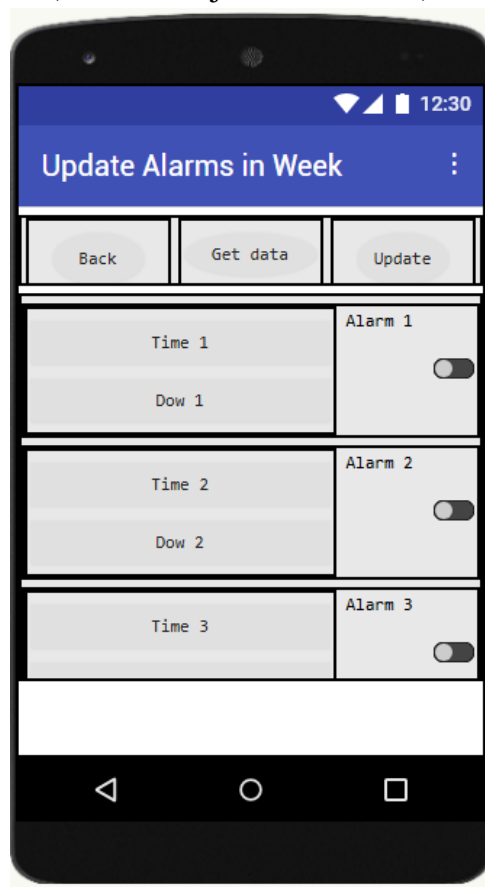 12:30
Update Alarms in Week
Back Get data Update
Alarm 1
Time 1
Dow 1
Alarm 2
Time 2
Dow 2
Alarm 3
Time 3